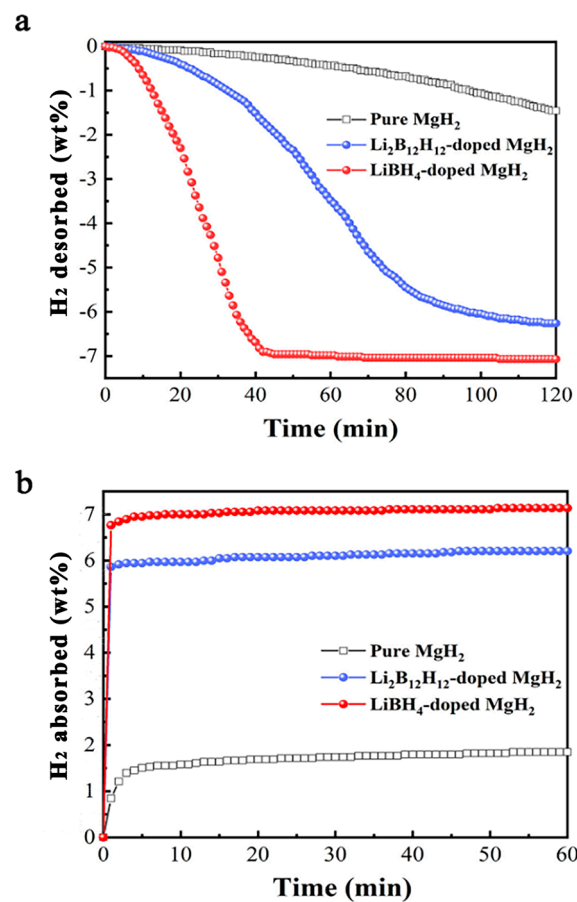 a
0
-1
-2
-3
-4
-5
-6
-7
H₂ desorbed (wt%)
Pure MgH₂
Li₂B₁₂H₁₂-doped MgH₂
LiBH₄-doped MgH₂
0 20 40 60 80 100 120
Time (min)
b
7
6
5
4
3
2
1
0
H₂ absorbed (wt%)
Pure MgH₂
Li₂B₁₂H₁₂-doped MgH₂
LiBH₄-doped MgH₂
0 10 20 30 40 50 60
Time (min)